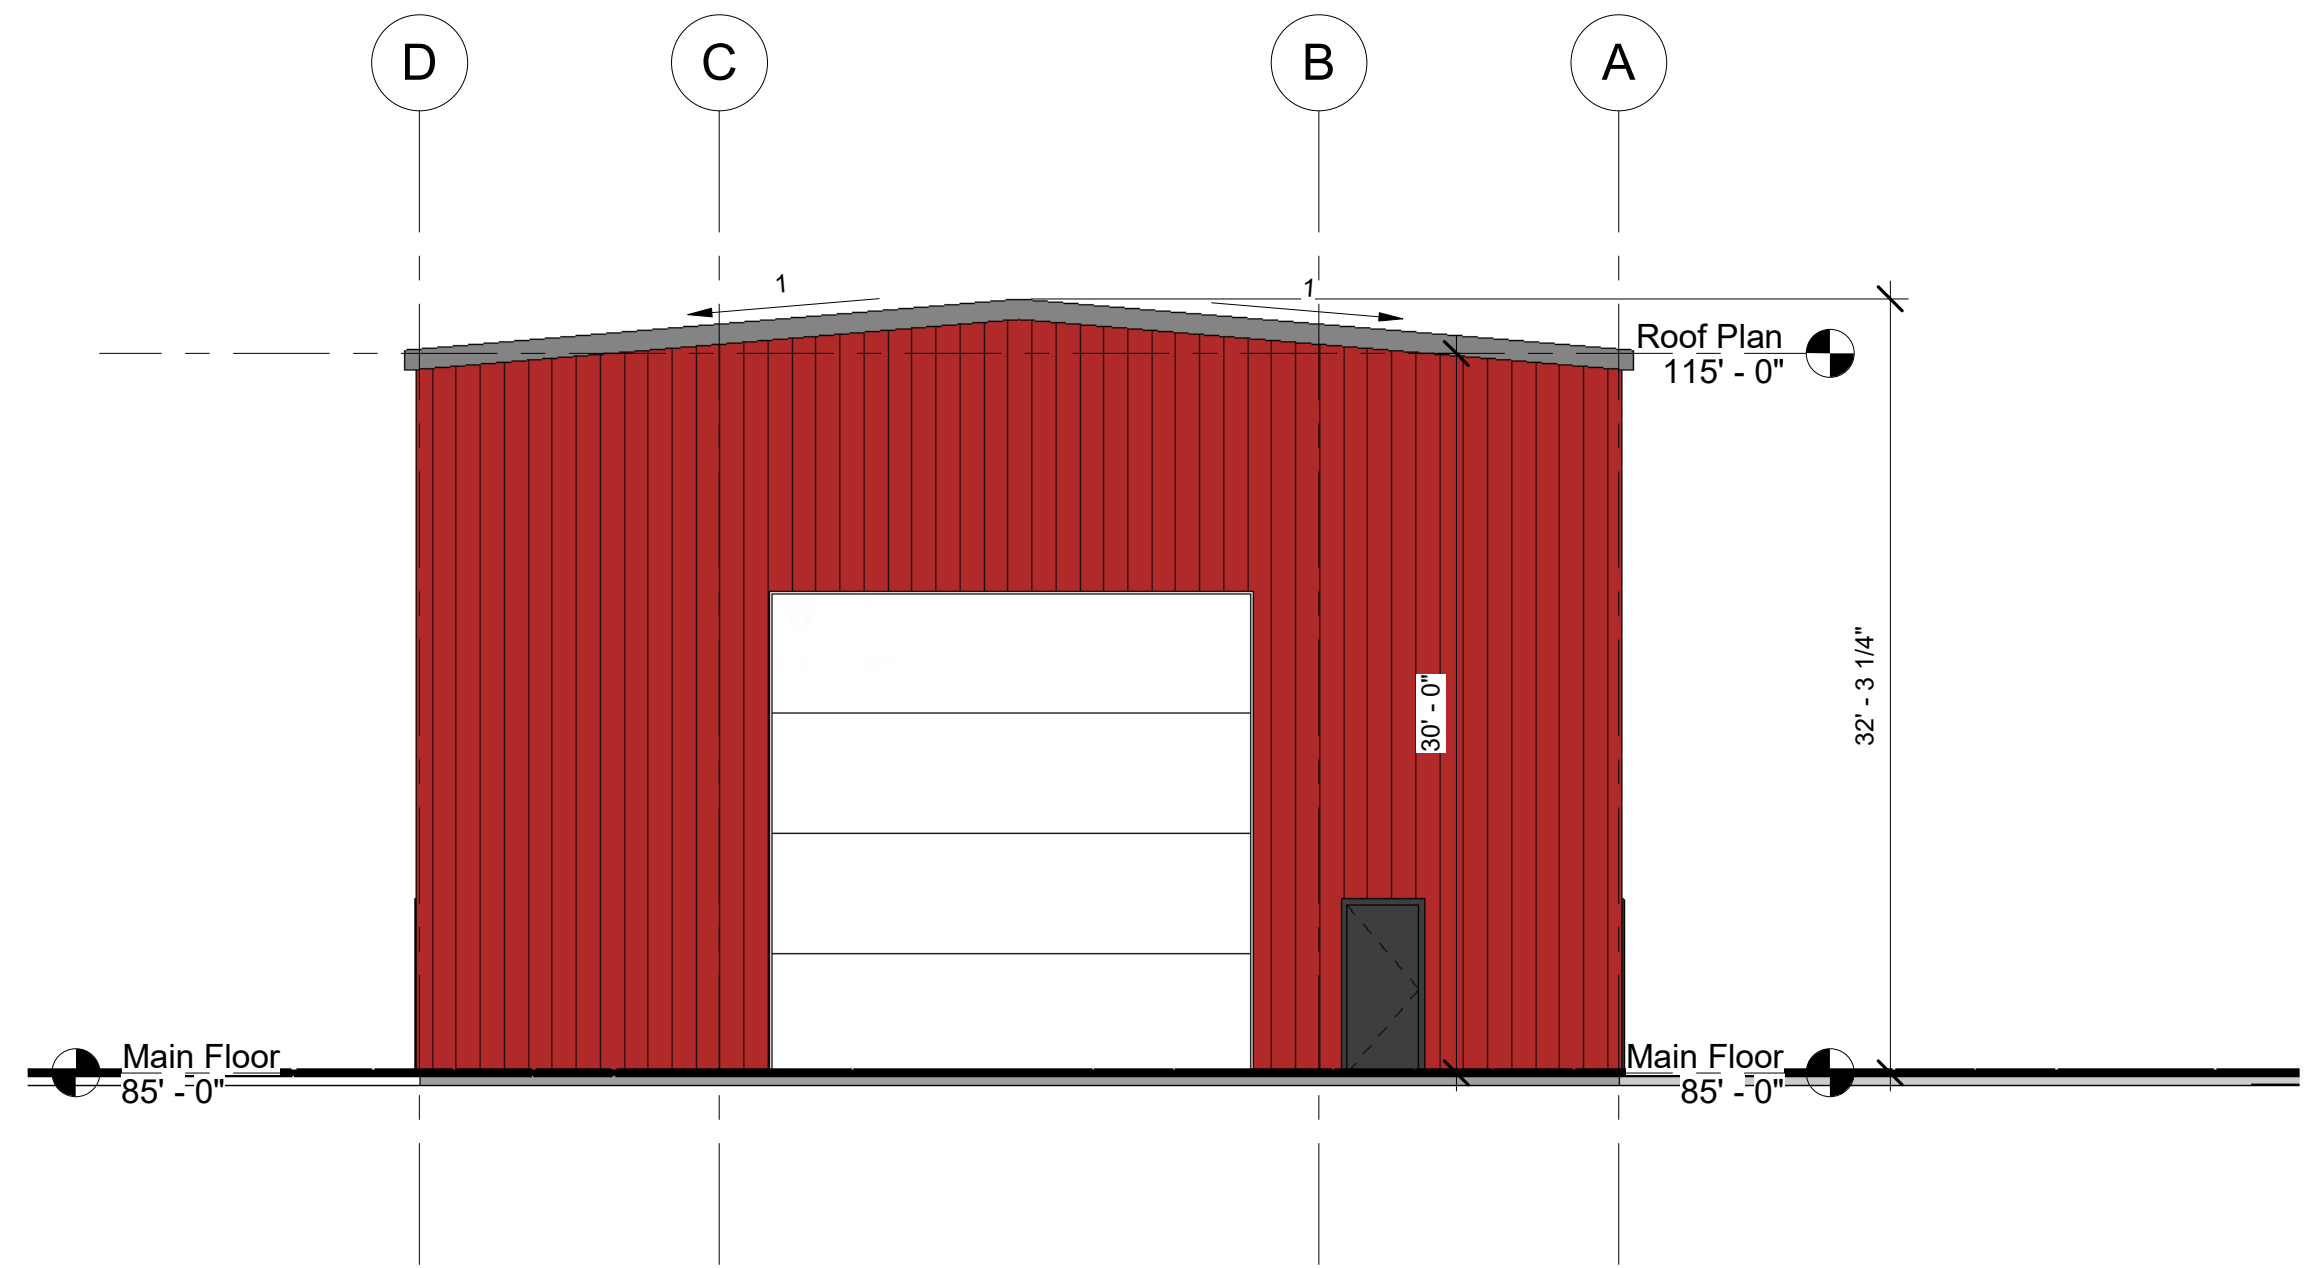 D
C
B
A
1
1
Roof Plan
115' - 0"
30' - 0"
32' - 3 1/4"
Main Floor
85' - 0"
Main Floor
85' - 0"